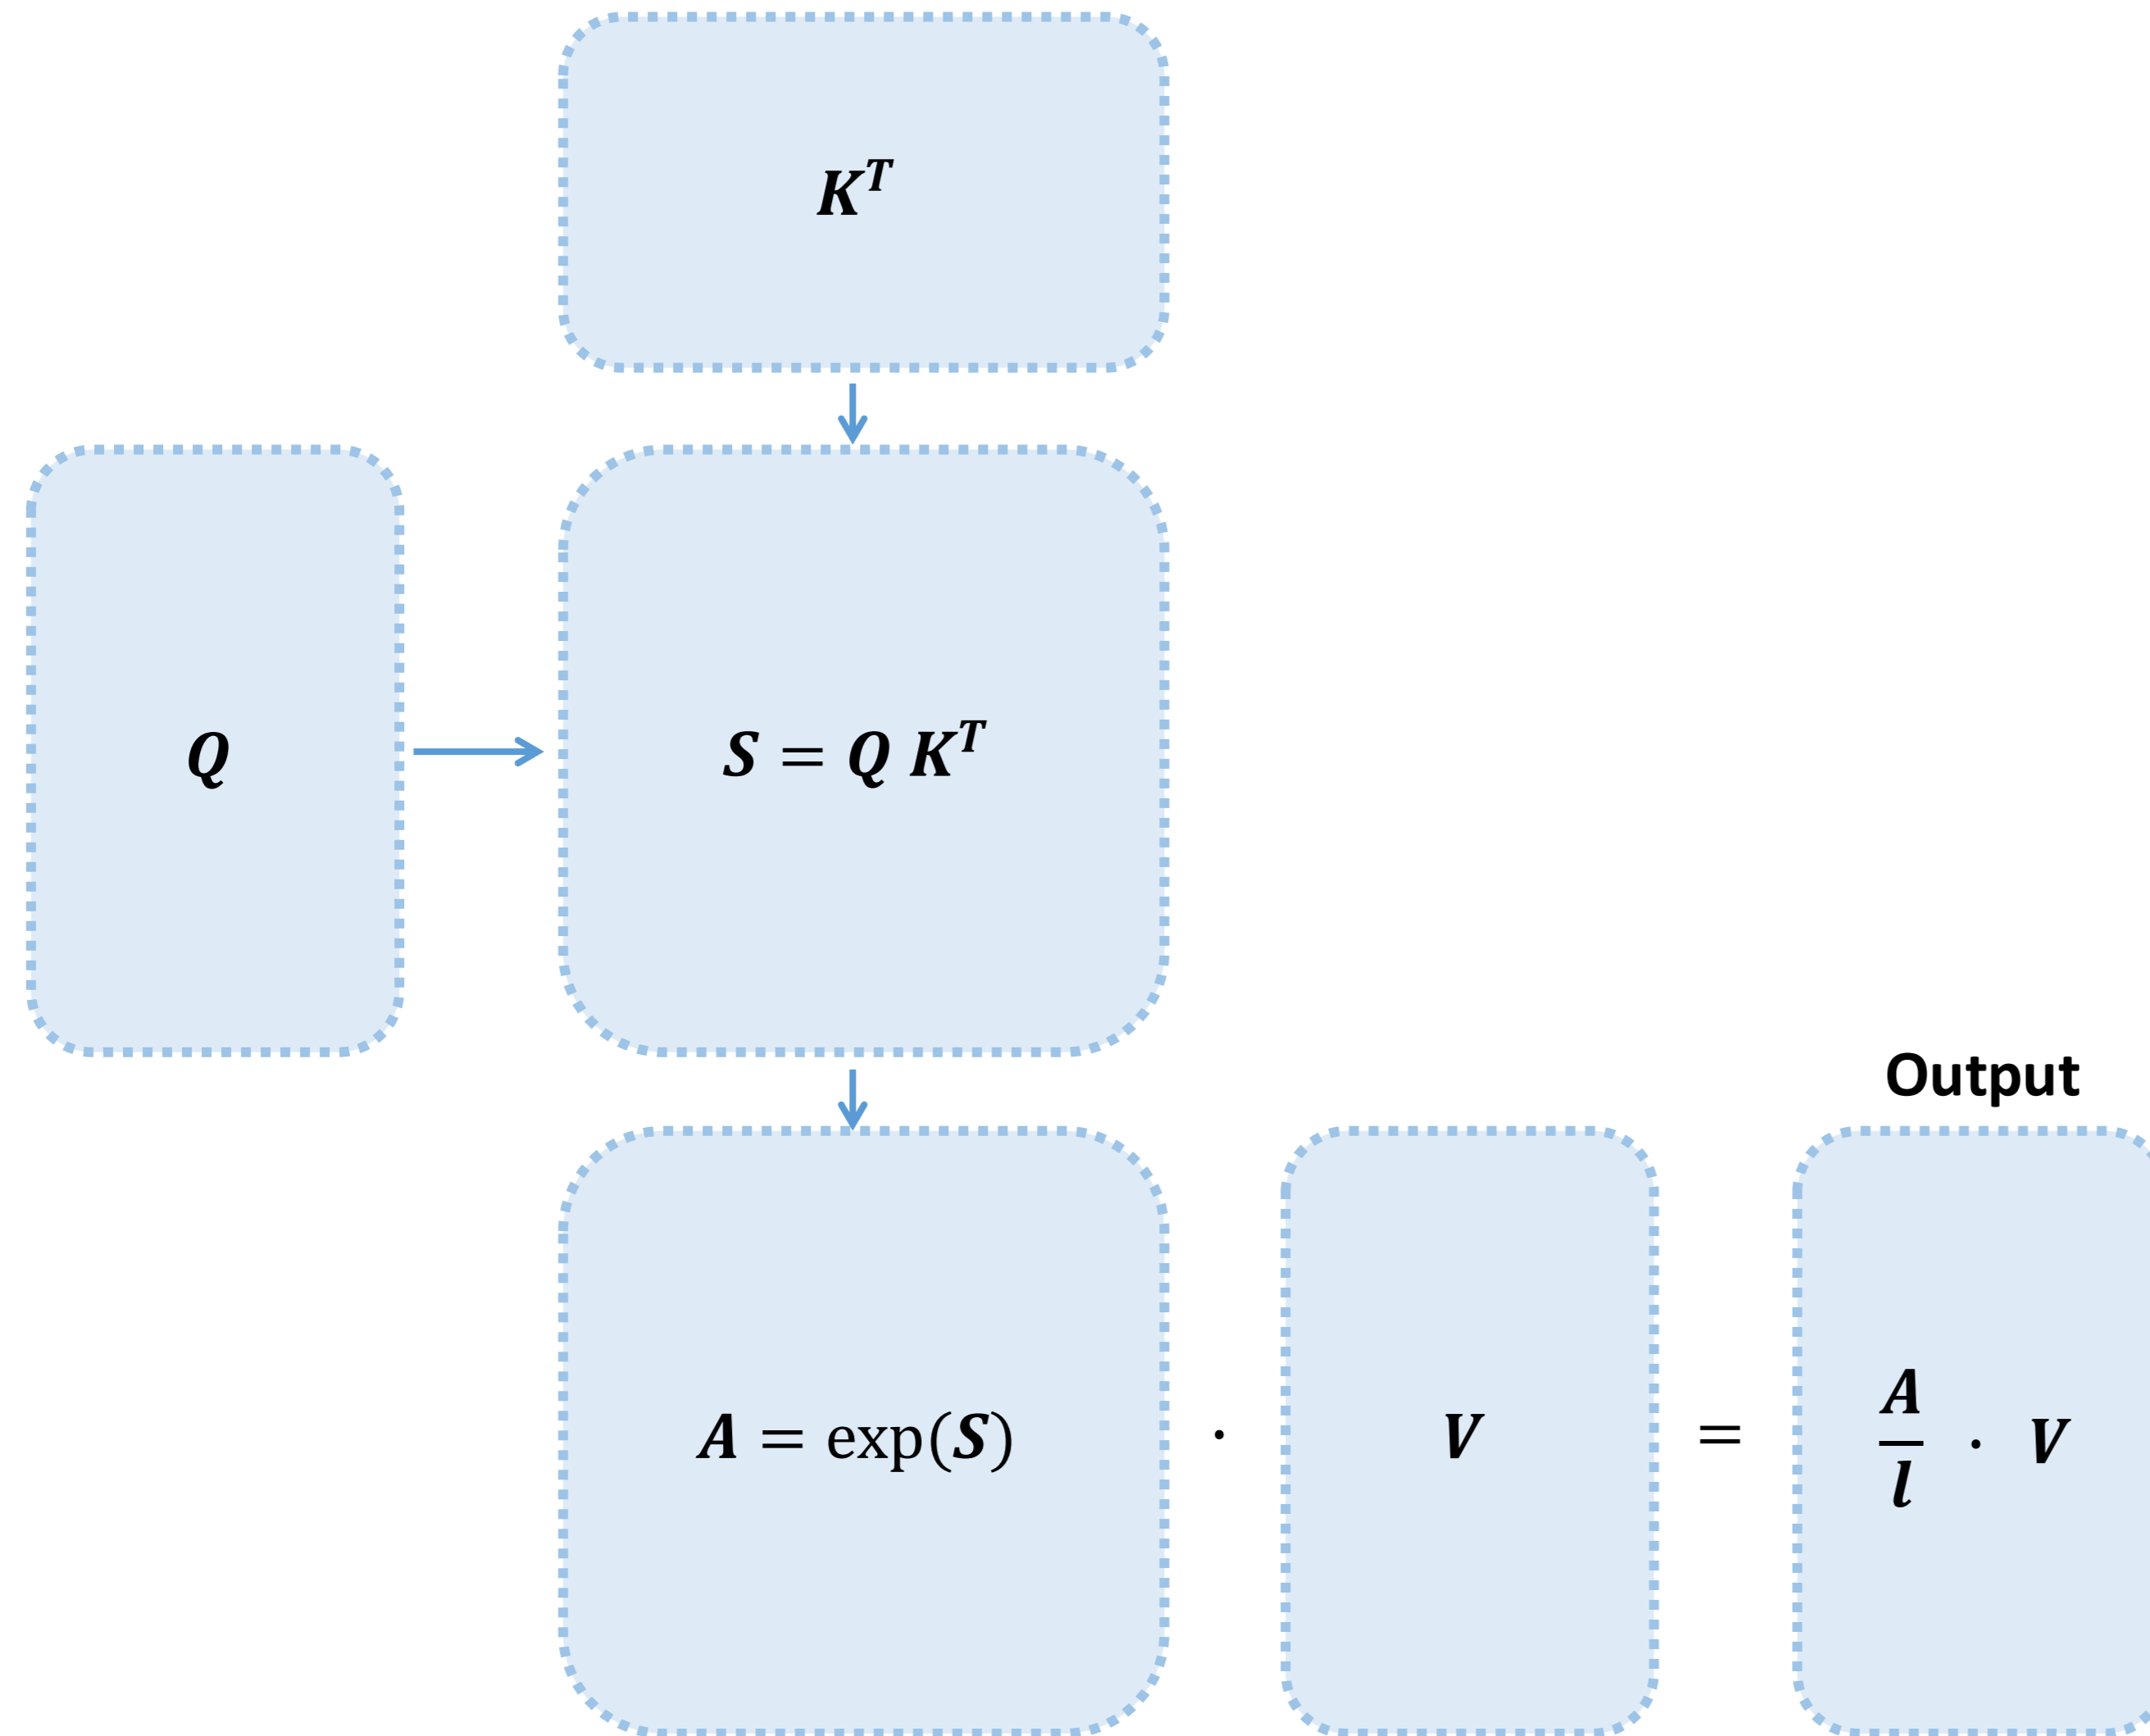 K^T
Q
S = Q K^T
Output
A = exp(S) · V = A/l · V